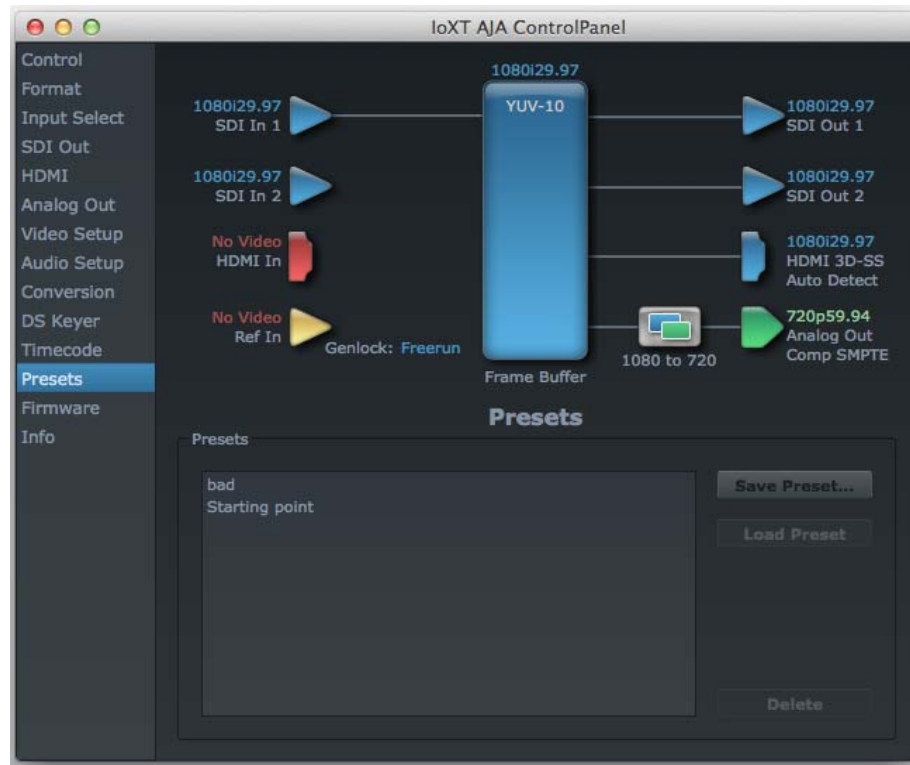 IoXT AJA ControlPanel
Control
Format
Input Select
SDI Out
HDMI
Analog Out
Video Setup
Audio Setup
Conversion
DS Keyer
Timecode
Presets
Firmware
Info
1080i29.97
YUV-10
Frame Buffer
1080i29.97
SDI In 1
1080i29.97
SDI In 2
No Video
HDMI In
No Video
Ref In
Genlock: Freerun
1080i29.97
SDI Out 1
1080i29.97
SDI Out 2
1080i29.97
HDMI 3D-SS
Auto Detect
1080 to 720
720p59.94
Analog Out
Comp SMPTE
Presets
Presets
bad
Starting point
Save Preset...
Load Preset
Delete